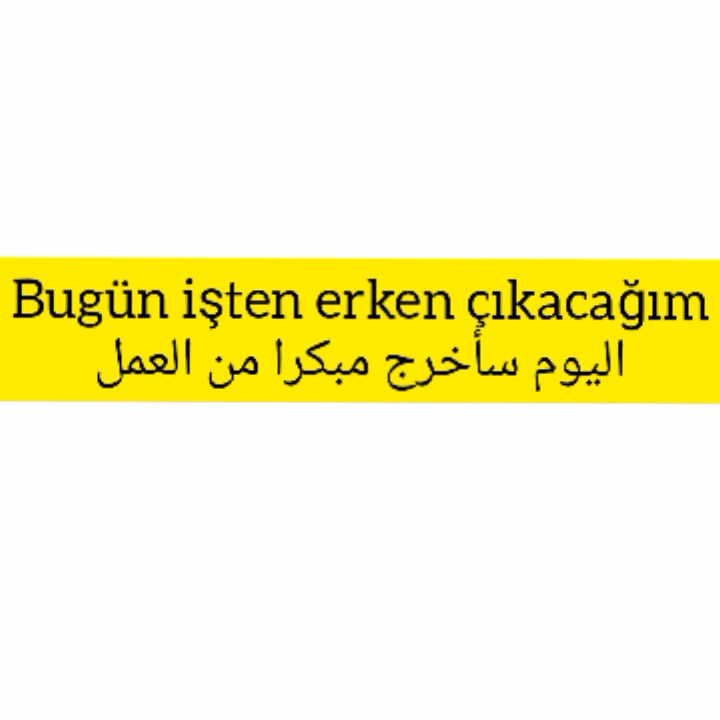 Bugün işten erken çıkacağım
اليوم سأخرج مبكرا من العمل